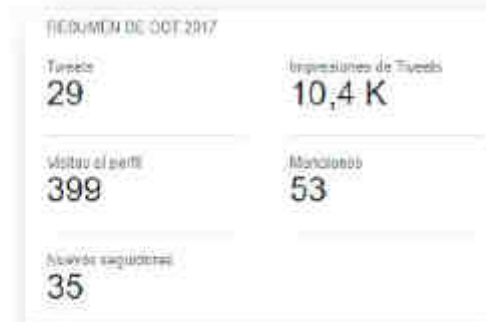 RESUMEN DE OCT 2017
Tweets
29
Impresiones de Tweets
10,4 K
Visitas al perfil
399
Menciones
53
Nuevos seguidores
35